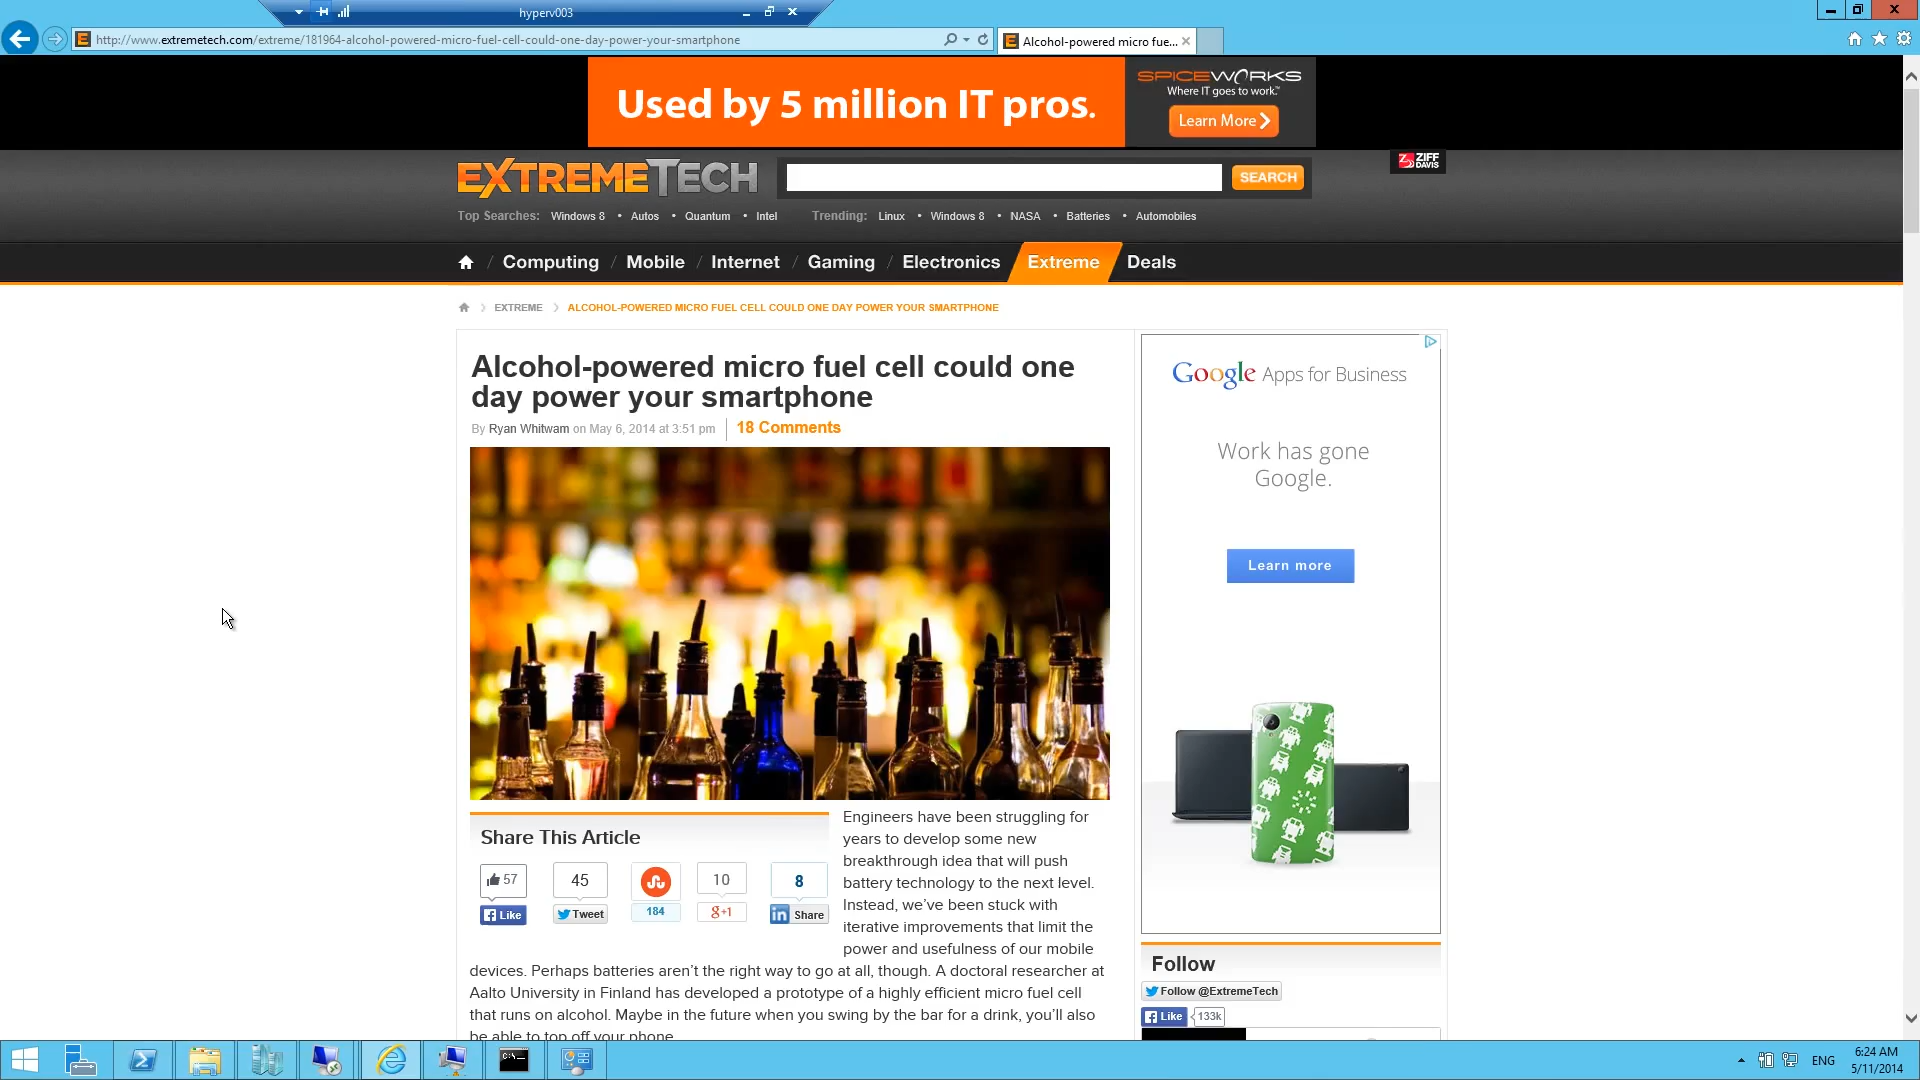 hyperv003
http://www.extremetech.com/extreme/181964-alcohol-powered-micro-fuel-cell-could-one-day-power-your-smartphone
Alcohol-powered micro fue...
Used by 5 million IT pros.
SPICEWORKS
Where IT goes to work.™
Learn More
EXTREMETECH
SEARCH
ZIFF DAVIS
Top Searches: Windows 8 • Autos • Quantum • Intel Trending: Linux • Windows 8 • NASA • Batteries • Automobiles
Computing / Mobile / Internet / Gaming / Electronics Extreme Deals
EXTREME ALCOHOL-POWERED MICRO FUEL CELL COULD ONE DAY POWER YOUR SMARTPHONE
Alcohol-powered micro fuel cell could one
day power your smartphone
By Ryan Whitwam on May 6, 2014 at 3:51 pm 18 Comments
Share This Article
57 45 10 8
Like Tweet 184 g+1 in Share
Engineers have been struggling for
years to develop some new
breakthrough idea that will push
battery technology to the next level.
Instead, we've been stuck with
iterative improvements that limit the
power and usefulness of our mobile
devices. Perhaps batteries aren't the right way to go at all, though. A doctoral researcher at
Aalto University in Finland has developed a prototype of a highly efficient micro fuel cell
that runs on alcohol. Maybe in the future when you swing by the bar for a drink, you'll also
be able to top off your phone.
Google Apps for Business
Work has gone
Google.
Learn more
Follow
Follow @ExtremeTech
Like 133k
ENG
6:24 AM
5/11/2014